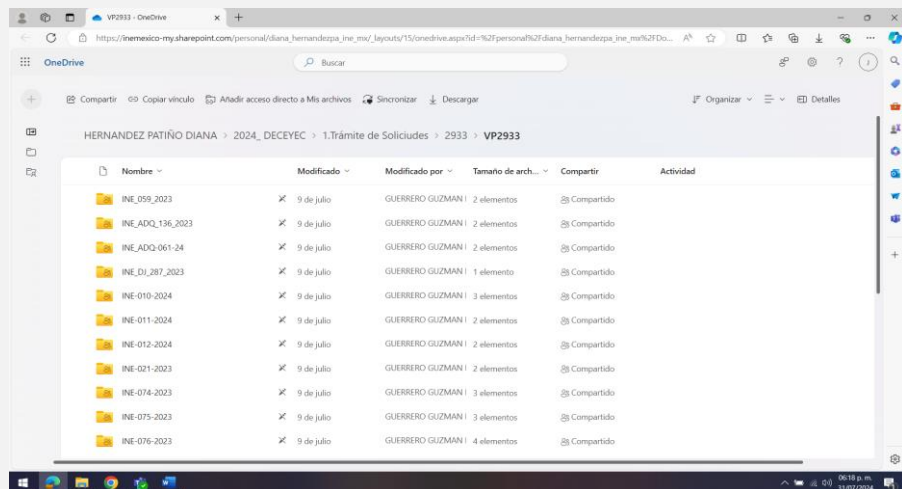 VP2933 - OneDrive
https://inemexico-my.sharepoint.com/personal/diana_hernandezpa_ine_mx/_layouts/15/onedrive.aspx?id=%2Fpersonal%2Fdiana_hernandezpa_ine_mx%2FDo...
OneDrive
Buscar
Compartir Copiar vínculo Añadir acceso directo a Mis archivos Sincronizar Descargar Organizar Detalles
HERNANDEZ PATIÑO DIANA > 2024_ DECEYEC > 1.Trámite de Soliciudes > 2933 > VP2933
Nombre Modificado Modificado por Tamaño de arch... Compartir Actividad
INE_059_2023 9 de julio GUERRERO GUZMAN 2 elementos Compartido
INE_ADQ_136_2023 9 de julio GUERRERO GUZMAN 2 elementos Compartido
INE_ADQ-061-24 9 de julio GUERRERO GUZMAN 2 elementos Compartido
INE_DJ_287_2023 9 de julio GUERRERO GUZMAN 1 elemento Compartido
INE-010-2024 9 de julio GUERRERO GUZMAN 3 elementos Compartido
INE-011-2024 9 de julio GUERRERO GUZMAN 2 elementos Compartido
INE-012-2024 9 de julio GUERRERO GUZMAN 2 elementos Compartido
INE-021-2023 9 de julio GUERRERO GUZMAN 2 elementos Compartido
INE-074-2023 9 de julio GUERRERO GUZMAN 3 elementos Compartido
INE-075-2023 9 de julio GUERRERO GUZMAN 3 elementos Compartido
INE-076-2023 9 de julio GUERRERO GUZMAN 4 elementos Compartido
06:18 p. m.
31/07/2024